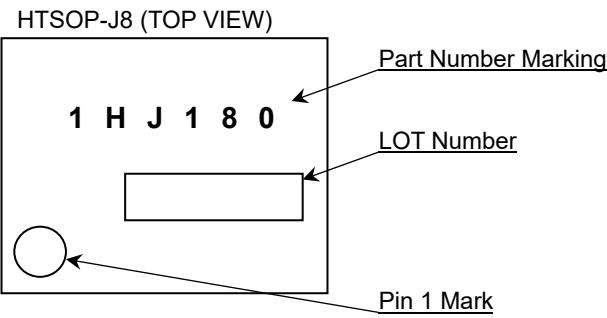 HTSOP-J8 (TOP VIEW)
Part Number Marking
1 H J 1 8 0
LOT Number
Pin 1 Mark